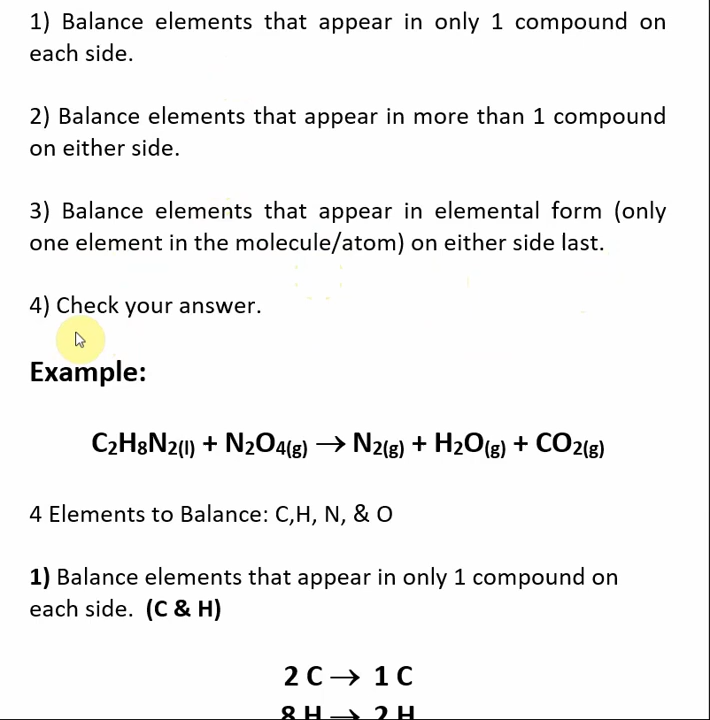 1) Balance elements that appear in only 1 compound on
each side.
2) Balance elements that appear in more than 1 compound
on either side.
3) Balance elements that appear in elemental form (only
one element in the molecule/atom) on either side last.
4) Check your answer.
Example:
C₂H₈N₂(l) + N₂O₄(g) → N₂(g) + H₂O(g) + CO₂(g)
4 Elements to Balance: C,H, N, & O
1) Balance elements that appear in only 1 compound on
each side. (C & H)
2 C → 1 C
8 H → 2 H